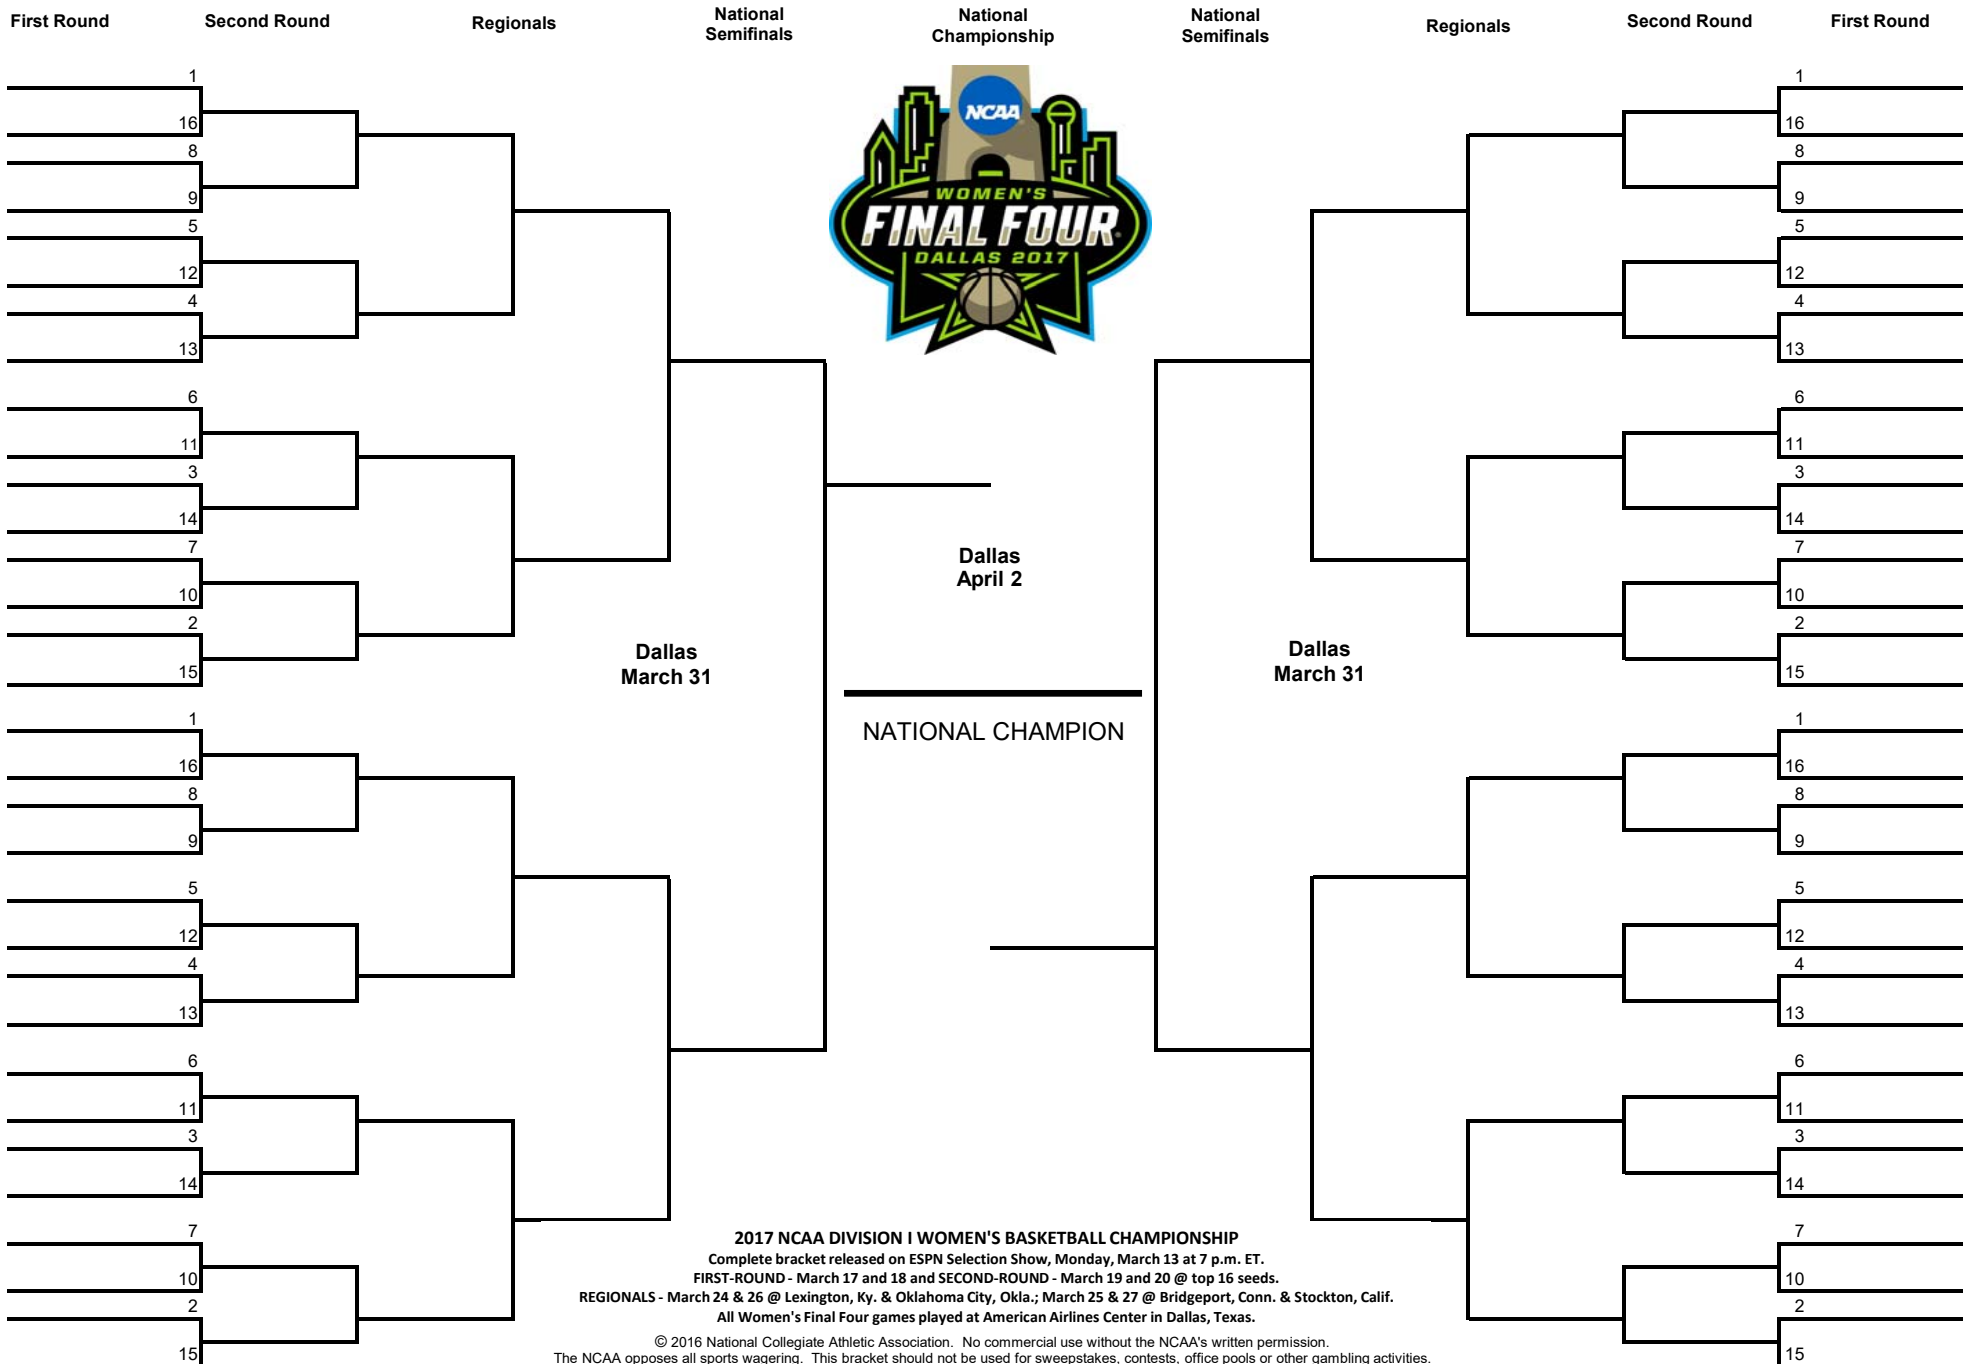 First Round
Second Round
Regionals
National
Semifinals
National
Championship
National
Semifinals
Regionals
Second Round
First Round
1
16
8
9
5
12
4
13
6
11
3
14
7
10
2
15
1
16
8
9
5
12
4
13
6
11
3
14
7
10
2
15
NCAA
WOMEN'S
FINAL FOUR
DALLAS 2017
Dallas
April 2
Dallas
March 31
Dallas
March 31
NATIONAL CHAMPION
1
16
8
9
5
12
4
13
6
11
3
14
7
10
2
15
1
16
8
9
5
12
4
13
6
11
3
14
7
10
2
15
2017 NCAA DIVISION I WOMEN'S BASKETBALL CHAMPIONSHIP
Complete bracket released on ESPN Selection Show, Monday, March 13 at 7 p.m. ET.
FIRST-ROUND - March 17 and 18 and SECOND-ROUND - March 19 and 20 @ top 16 seeds.
REGIONALS - March 24 & 26 @ Lexington, Ky. & Oklahoma City, Okla.; March 25 & 27 @ Bridgeport, Conn. & Stockton, Calif.
All Women's Final Four games played at American Airlines Center in Dallas, Texas.
© 2016 National Collegiate Athletic Association. No commercial use without the NCAA's written permission.
The NCAA opposes all sports wagering. This bracket should not be used for sweepstakes, contests, office pools or other gambling activities.